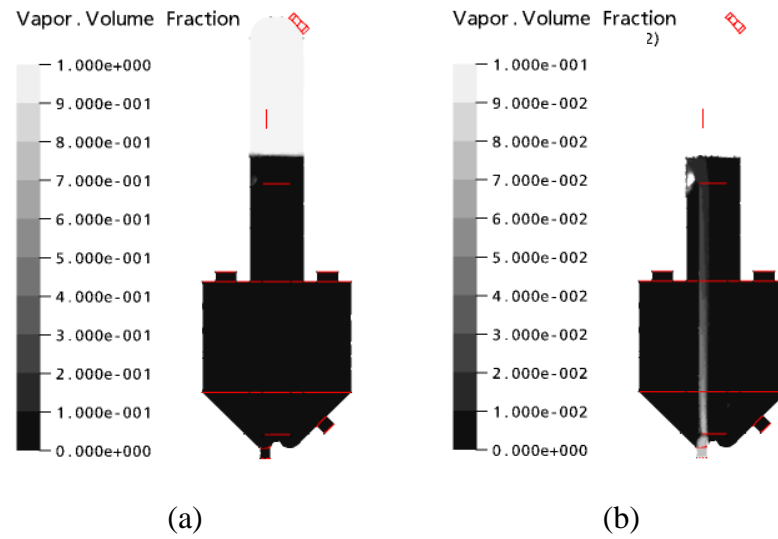 Vapor.Volume Fraction
1.000e+000
9.000e-001
8.000e-001
7.000e-001
6.000e-001
5.000e-001
4.000e-001
3.000e-001
2.000e-001
1.000e-001
0.000e+000
(a)
Vapor.Volume Fraction
2)
1.000e-001
9.000e-002
8.000e-002
7.000e-002
6.000e-002
5.000e-002
4.000e-002
3.000e-002
2.000e-002
1.000e-002
0.000e+000
(b)